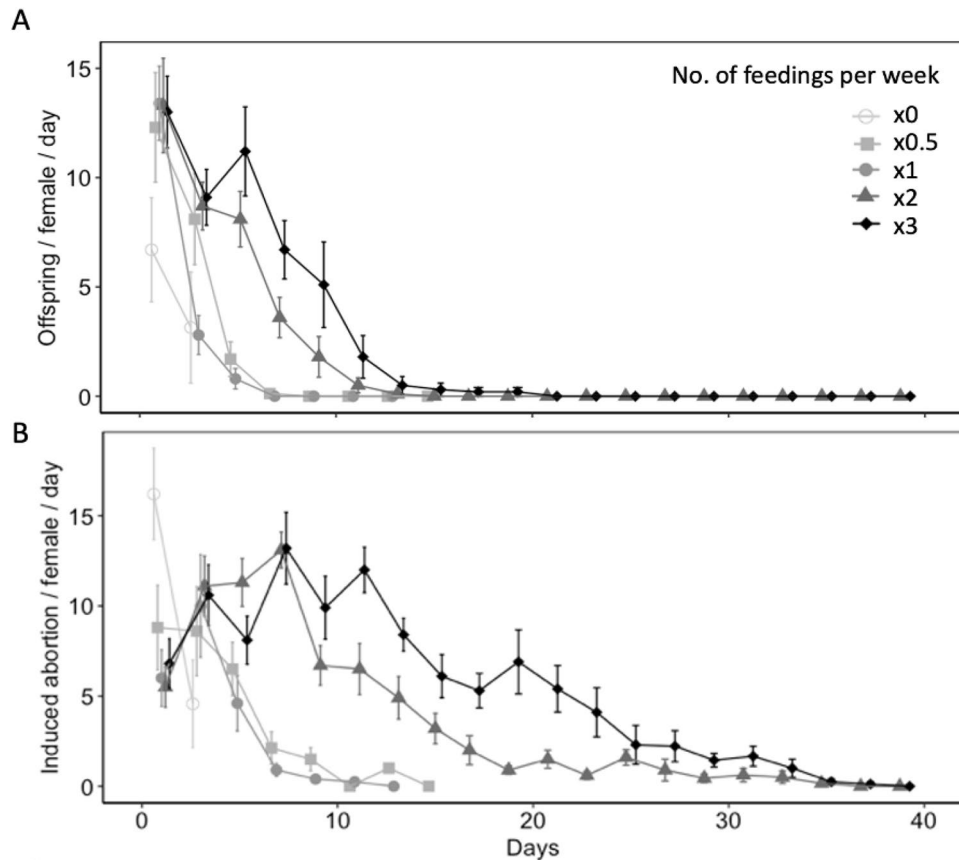 A
Offspring / female / day
15
10
5
0
No. of feedings per week
x0
x0.5
x1
x2
x3
B
Induced abortion / female / day
15
10
5
0
0 10 20 30 40
Days